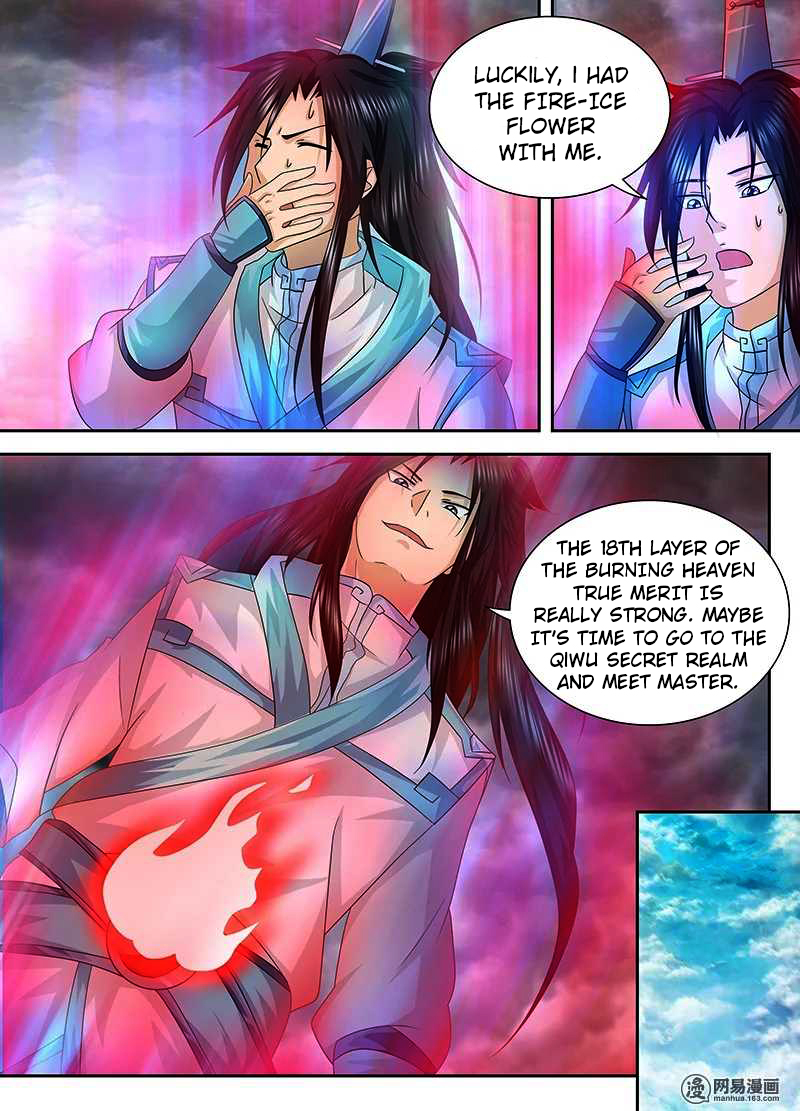 LUCKILY, I HAD
THE FIRE-ICE
FLOWER
WITH ME.
THE 18TH LAYER OF
THE BURNING HEAVEN
TRUE MERIT IS
REALLY STRONG. MAYBE
IT'S TIME TO GO TO THE
QIWU SECRET REALM
AND MEET MASTER.
漫 网易漫画
manhua.163.com